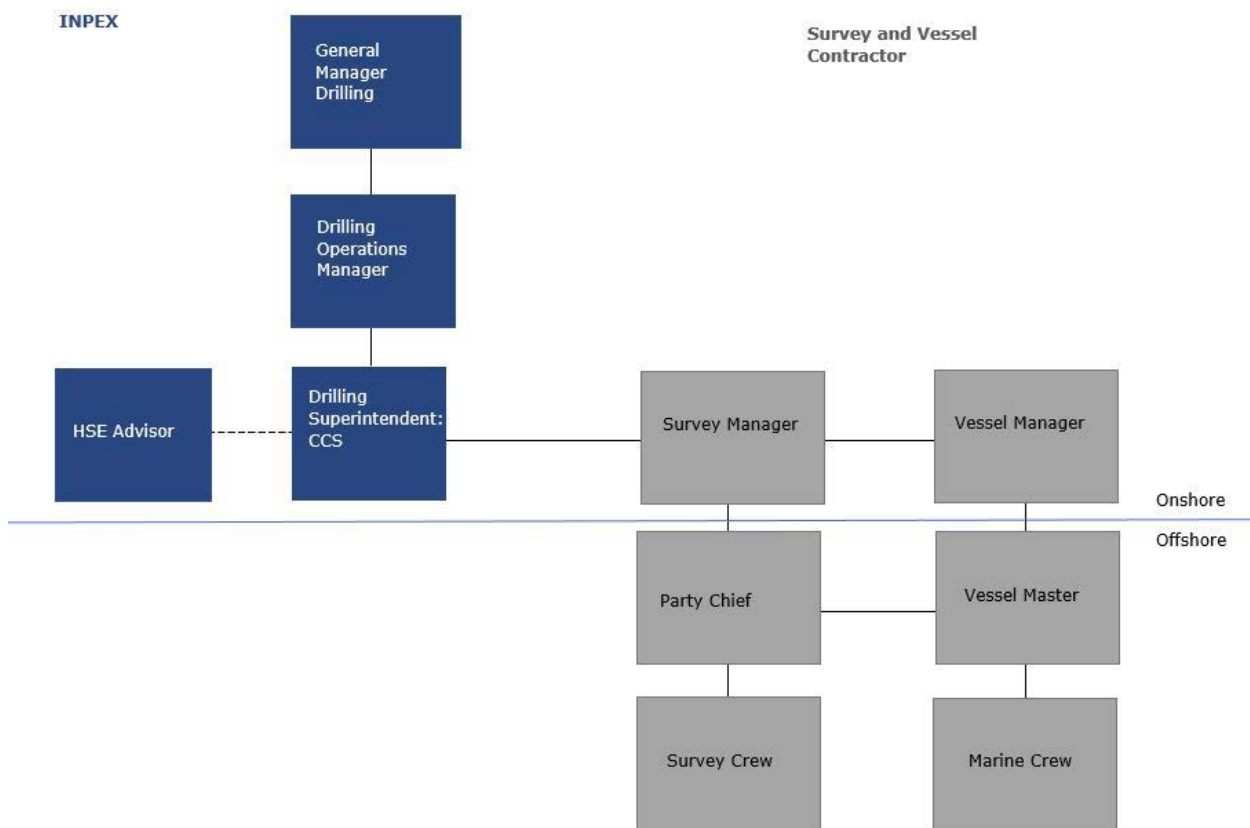 INPEX
Survey and Vessel
Contractor
General
Manager
Drilling
Drilling
Operations
Manager
HSE Advisor
Drilling
Superintendent:
CCS
Survey Manager
Vessel Manager
Onshore
Offshore
Party Chief
Vessel Master
Survey Crew
Marine Crew